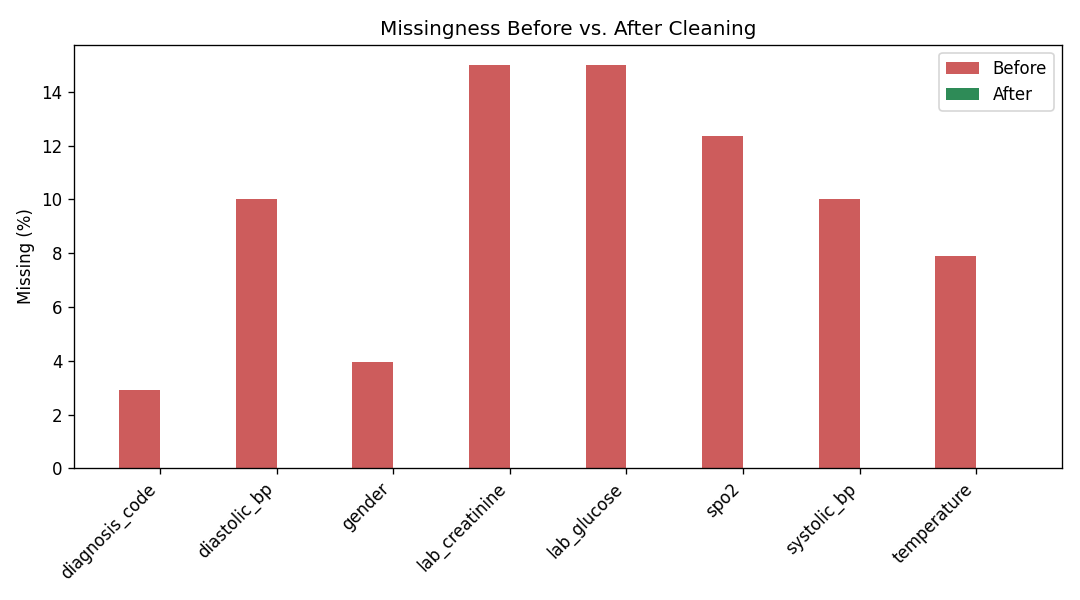 Missingness Before vs. After Cleaning
Before
After
Missing (%)
14
12
10
8
6
4
2
0
diagnosis_code
diastolic_bp
gender
lab_creatinine
lab_glucose
spo2
systolic_bp
temperature